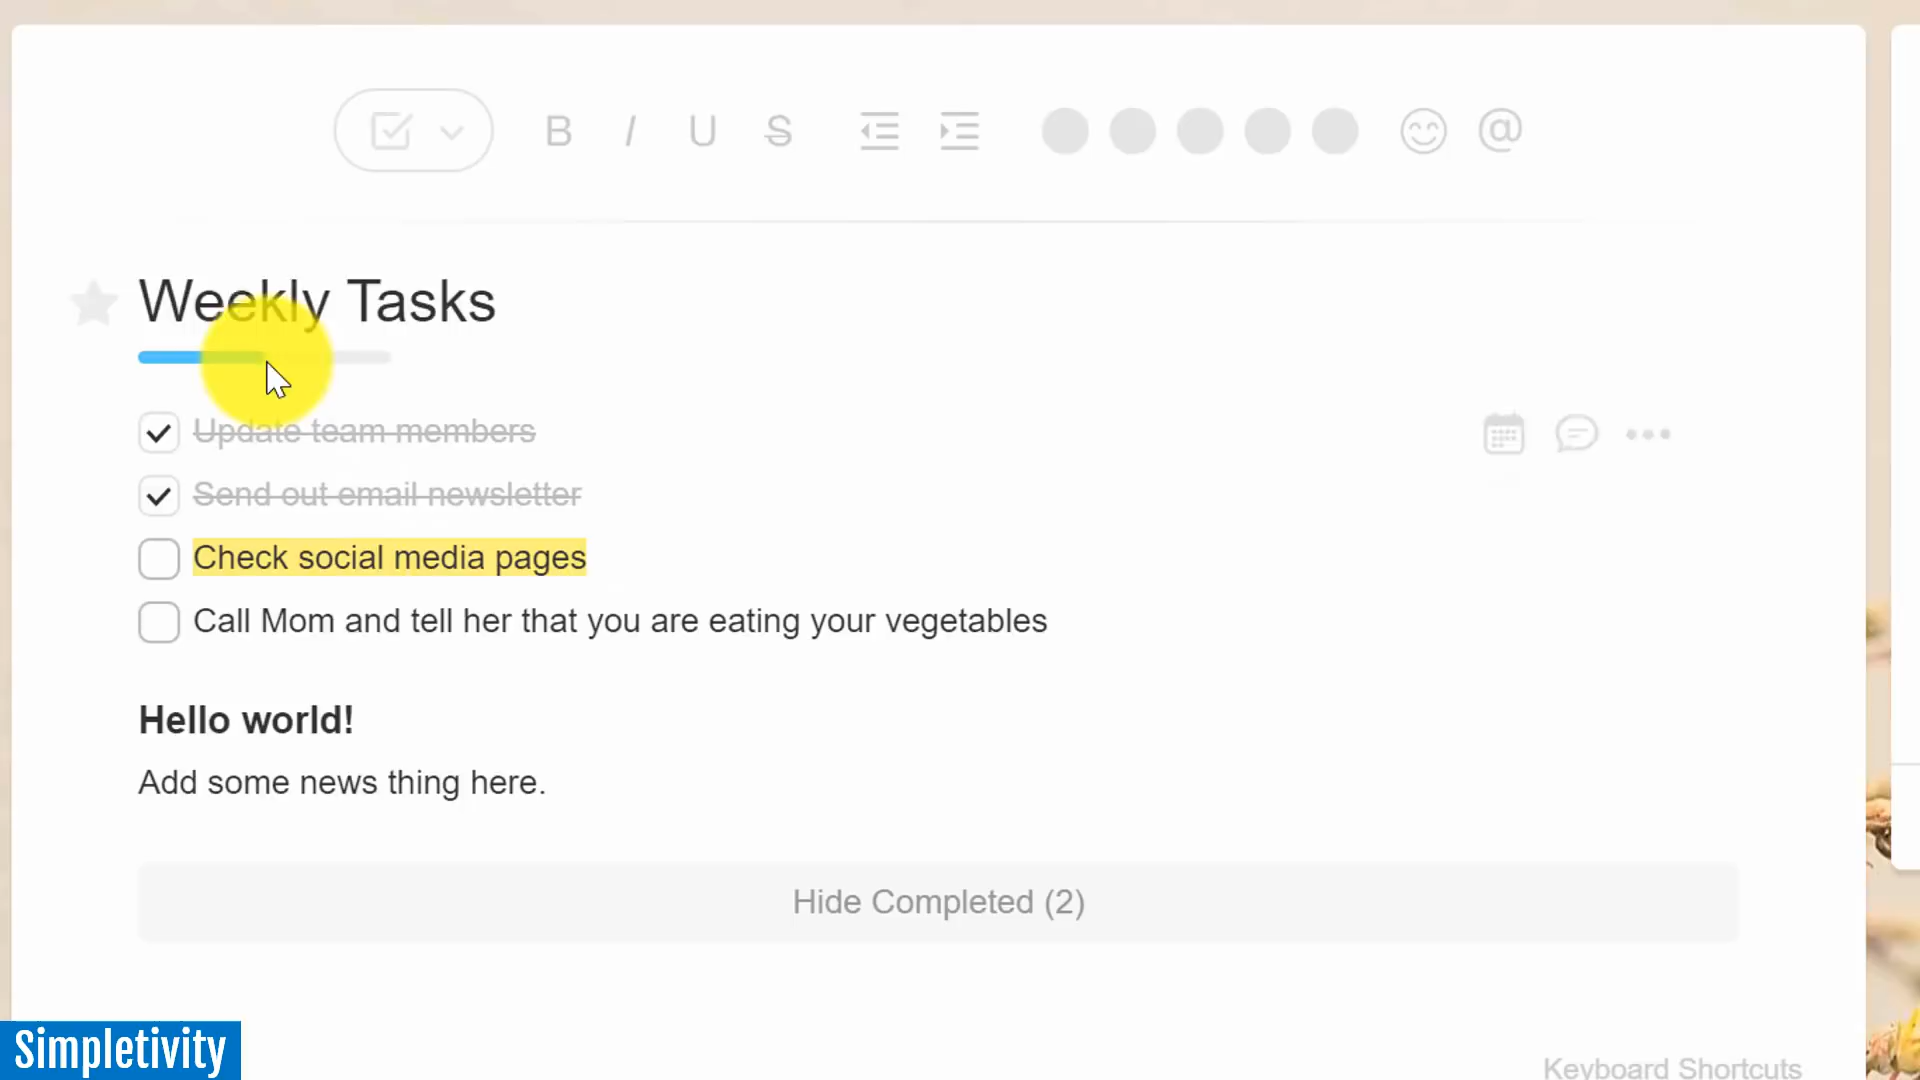 B I U S @
Weekly Tasks
Update team members
Send out email newsletter
Check social media pages
Call Mom and tell her that you are eating your vegetables
Hello world!
Add some news thing here.
Hide Completed (2)
Simpletivity
Keyboard Shortcuts